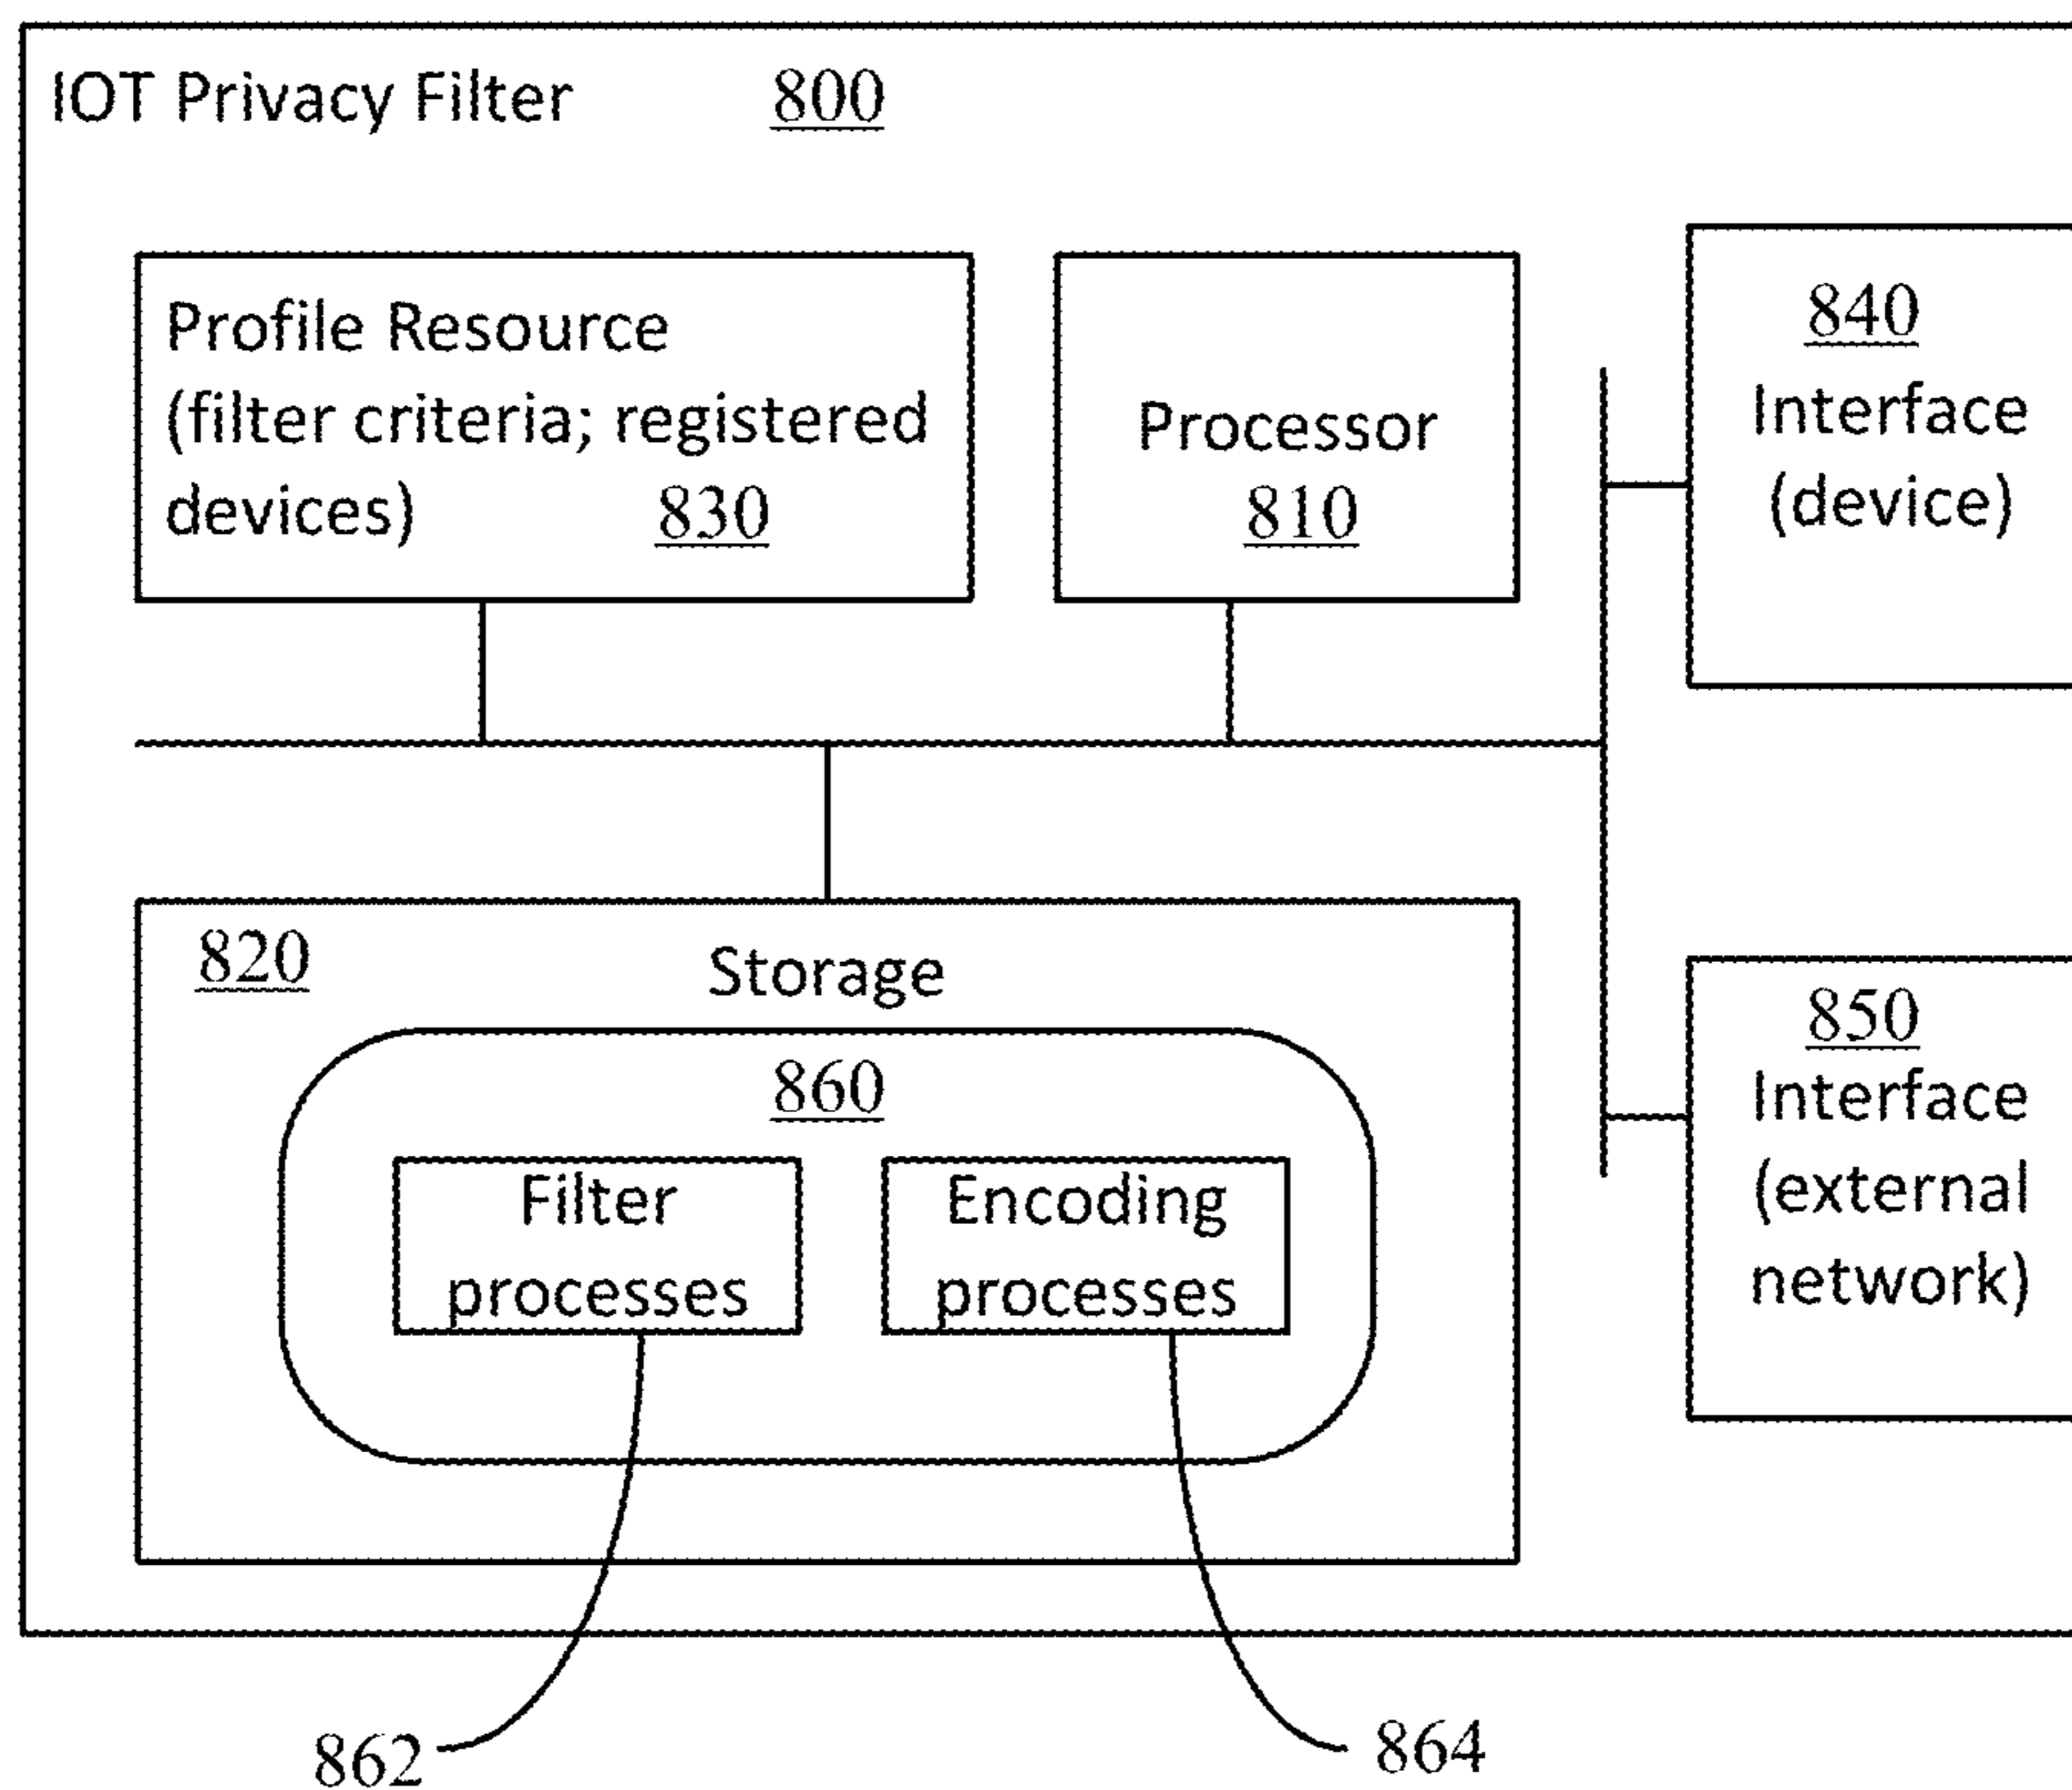 IOT Privacy Filter 800
Profile Resource
(filter criteria; registered
devices) 830
Processor
810
840
Interface
(device)
820 Storage
860
Filter
processes
Encoding
processes
850
Interface
(external
network)
862
864